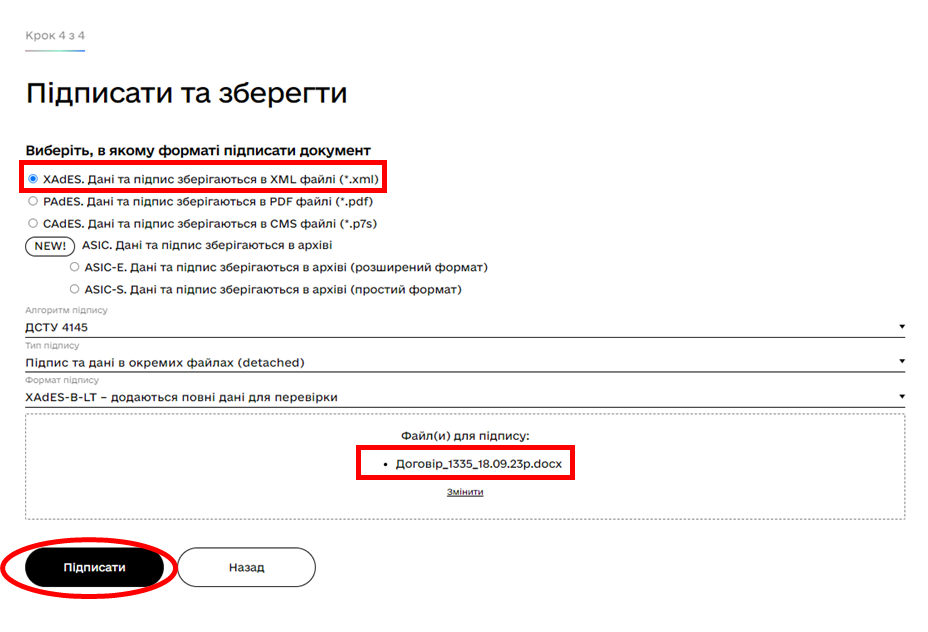 Крок 4 з 4
Підписати та зберегти
Виберіть, в якому форматі підписати документ
XAdES. Дані та підпис зберігаються в XML файлі (*.xml)
PAdES. Дані та підпис зберігаються в PDF файлі (*.pdf)
CAdES. Дані та підпис зберігаються в CMS файлі (*.p7s)
NEW! ASIC. Дані та підпис зберігаються в архіві
ASIC-E. Дані та підпис зберігаються в архіві (розширений формат)
ASIC-S. Дані та підпис зберігаються в архіві (простий формат)
Алгоритм підпису
ДСТУ 4145
Тип підпису
Підпис та дані в окремих файлах (detached)
Формат підпису
XAdES-B-LT – додаються повні дані для перевірки
Файл(и) для підпису:
• Договір_1335_18.09.23р.docx
Змінити
Підписати Назад